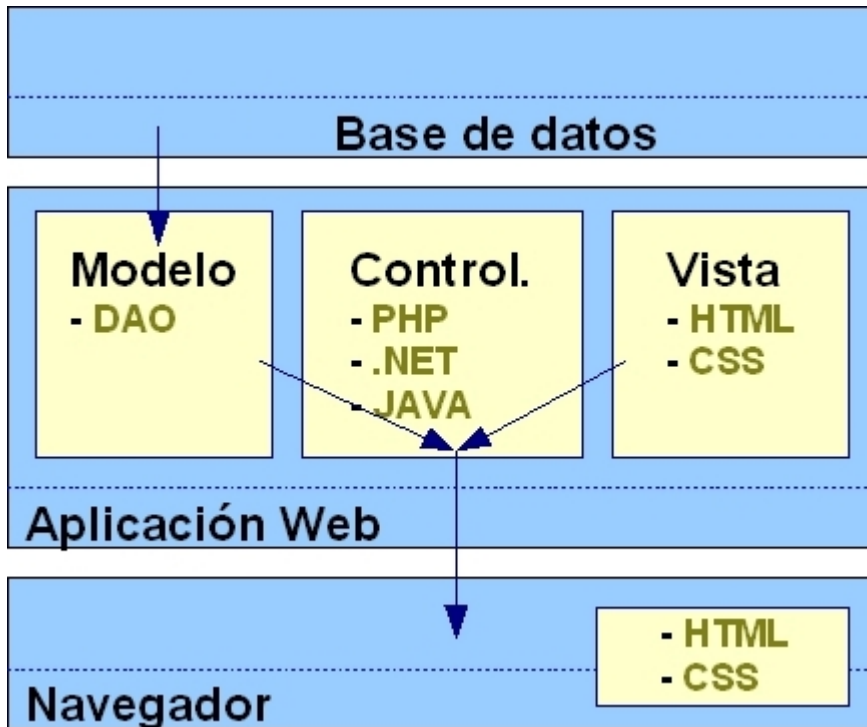 Base de datos
Modelo
- DAO
Control.
- PHP
- .NET
- JAVA
Vista
- HTML
- CSS
Aplicación Web
- HTML
- CSS
Navegador